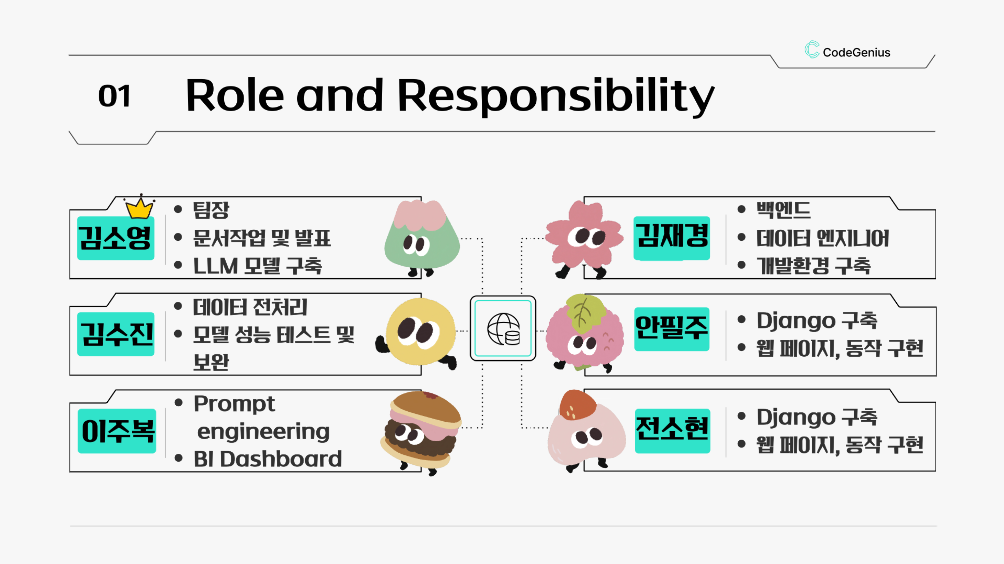 CodeGenius
01
Role and Responsibility
김소영
• 팀장
• 문서작업 및 발표
• LLM 모델 구축
김수진
• 데이터 전처리
• 모델 성능 테스트 및
보완
이주복
• Prompt
engineering
• BI Dashboard
김재경
• 백엔드
• 데이터 엔지니어
• 개발환경 구축
안필주
• Django 구축
• 웹 페이지, 동작 구현
전소현
• Django 구축
• 웹 페이지, 동작 구현